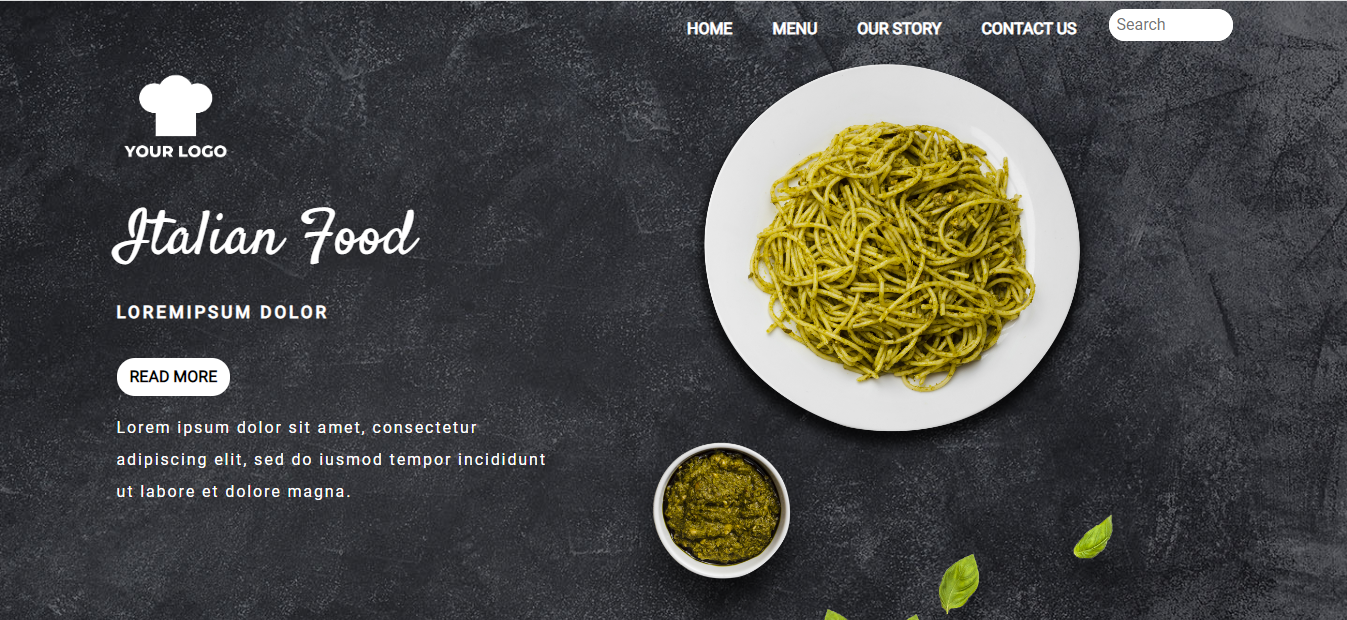 HOME MENU OUR STORY CONTACT US Search
YOUR LOGO
Italian Food
LOREMIPSUM DOLOR
READ MORE
Lorem ipsum dolor sit amet, consectetur
adipiscing elit, sed do iusmod tempor incididunt
ut labore et dolore magna.